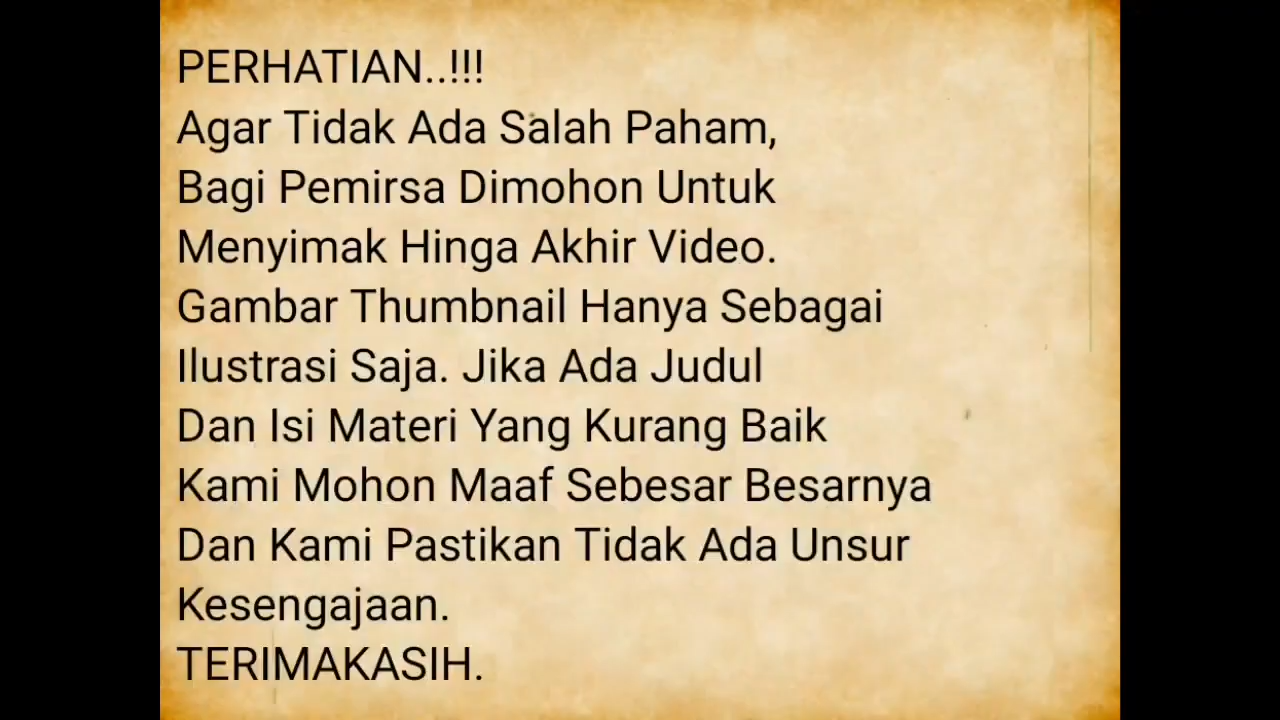 PERHATIAN..!!!
Agar Tidak Ada Salah Paham,
Bagi Pemirsa Dimohon Untuk
Menyimak Hinga Akhir Video.
Gambar Thumbnail Hanya Sebagai
Ilustrasi Saja. Jika Ada Judul
Dan Isi Materi Yang Kurang Baik
Kami Mohon Maaf Sebesar Besarnya
Dan Kami Pastikan Tidak Ada Unsur
Kesengajaan.
TERIMAKASIH.